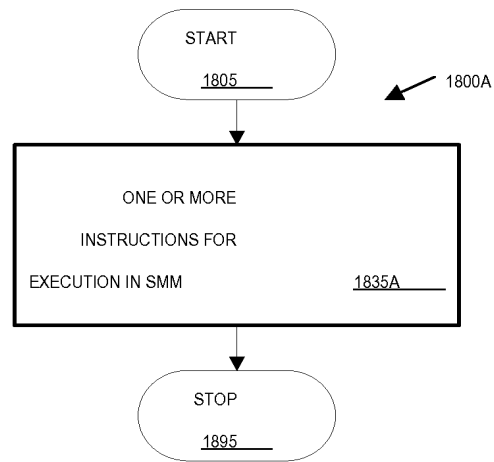 START
1805
1800A
ONE OR MORE
INSTRUCTIONS FOR
EXECUTION IN SMM
1835A
STOP
1895